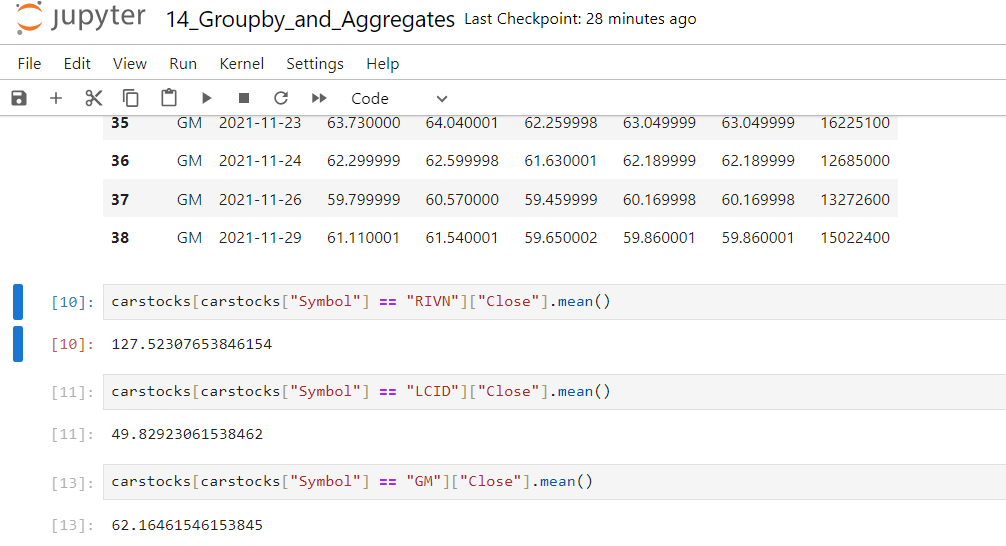 jupyter 14_Groupby_and_Aggregates Last Checkpoint: 28 minutes ago
File Edit View Run Kernel Settings Help
Code
35 GM 2021-11-23 63.730000 64.040001 62.259998 63.049999 63.049999 16225100
36 GM 2021-11-24 62.299999 62.599998 61.630001 62.189999 62.189999 12685000
37 GM 2021-11-26 59.799999 60.570000 59.459999 60.169998 60.169998 13272600
38 GM 2021-11-29 61.110001 61.540001 59.650002 59.860001 59.860001 15022400
[10]: carstocks[carstocks["Symbol"] == "RIVN"]["Close"].mean()
[10]: 127.52307653846154
[11]: carstocks[carstocks["Symbol"] == "LCID"]["Close"].mean()
[11]: 49.82923061538462
[13]: carstocks[carstocks["Symbol"] == "GM"]["Close"].mean()
[13]: 62.16461546153845